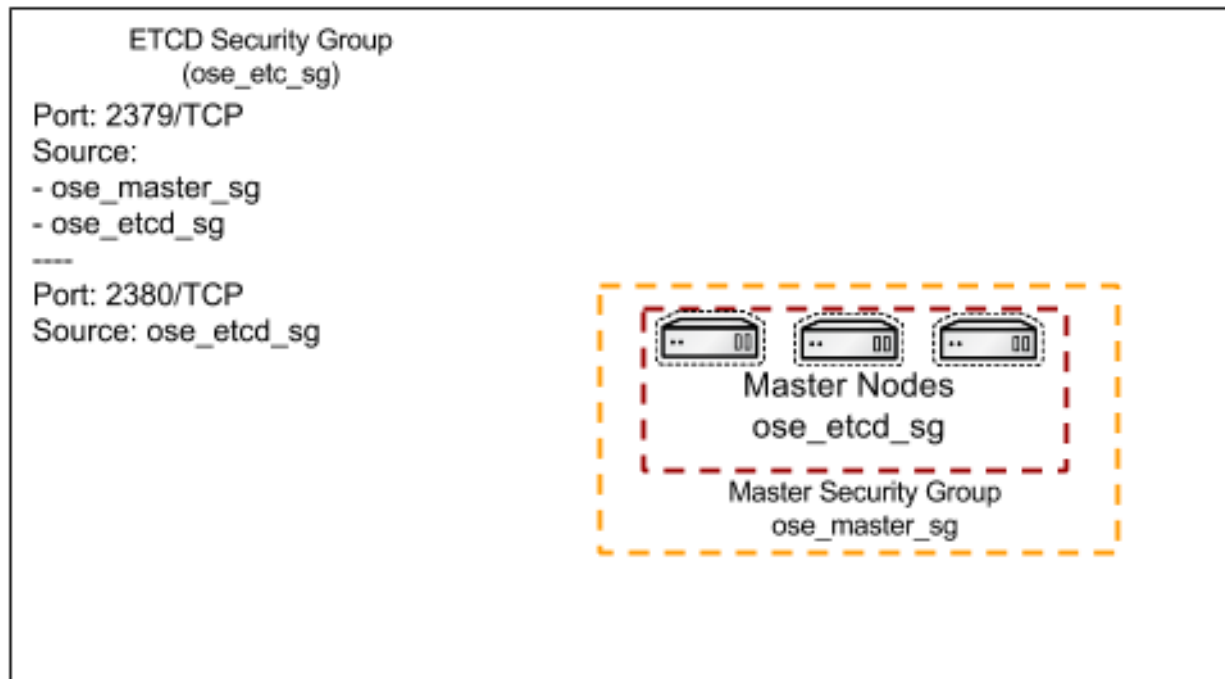 ETCD Security Group
(ose_etc_sg)
Port: 2379/TCP
Source:
- ose_master_sg
- ose_etcd_sg
----
Port: 2380/TCP
Source: ose_etcd_sg
Master Nodes
ose_etcd_sg
Master Security Group
ose_master_sg